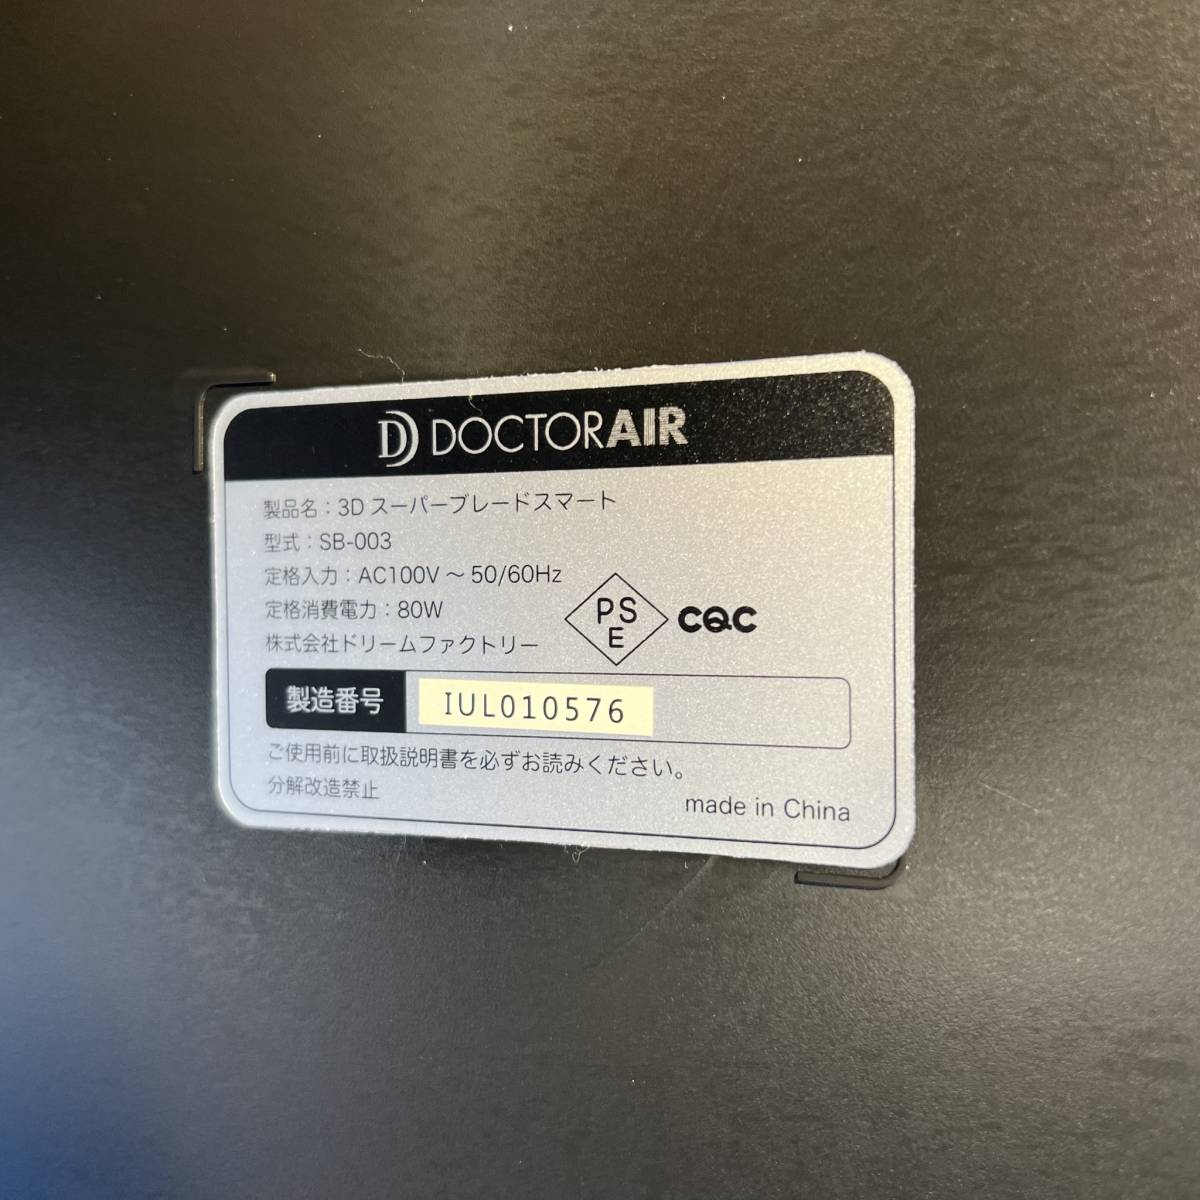 DOCTORAIR
製品名：3D スーパーブレードスマート
型式：SB-003
定格入力：AC100V～50/60Hz
定格消費電力：80W
株式会社ドリームファクトリー
PS
E
CQC
製造番号 IUL010576
ご使用前に取扱説明書を必ずお読みください。
分解改造禁止
made in China